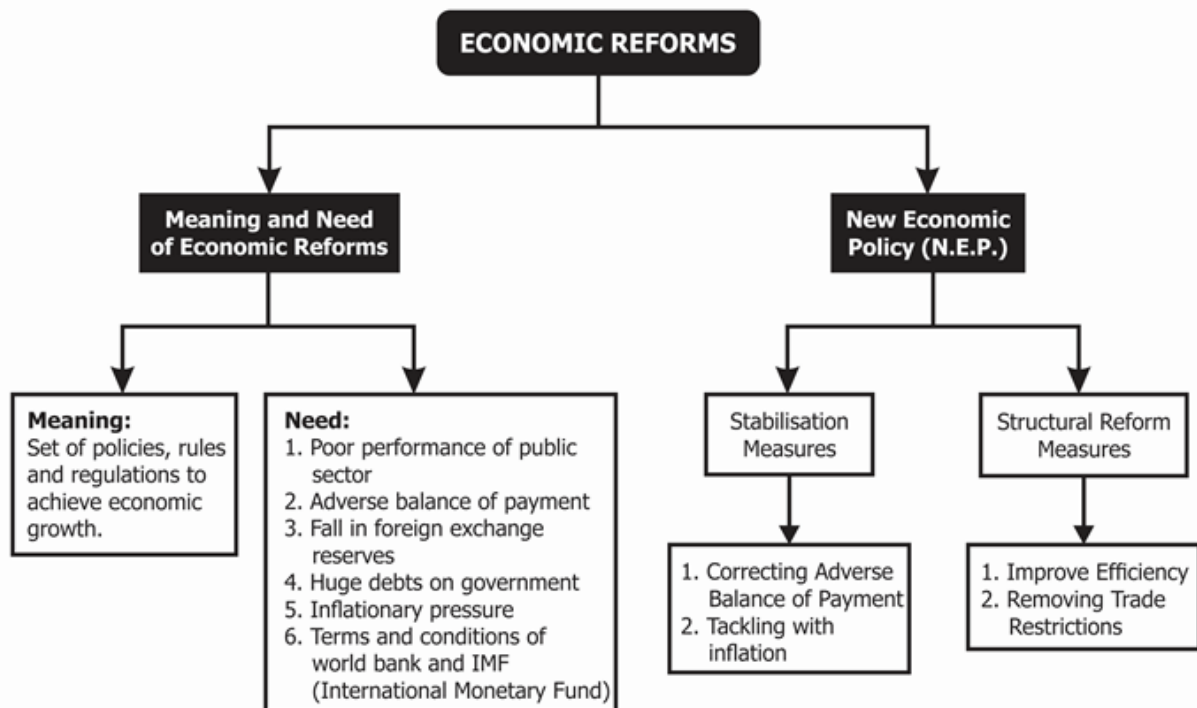 ECONOMIC REFORMS
Meaning and Need
of Economic Reforms
New Economic
Policy (N.E.P.)
Meaning:
Set of policies, rules
and regulations to
achieve economic
growth.
Need:
1. Poor performance of public
sector
2. Adverse balance of payment
3. Fall in foreign exchange
reserves
4. Huge debts on government
5. Inflationary pressure
6. Terms and conditions of
world bank and IMF
(International Monetary Fund)
Stabilisation
Measures
Structural Reform
Measures
1. Correcting Adverse
Balance of Payment
2. Tackling with
inflation
1. Improve Efficiency
2. Removing Trade
Restrictions